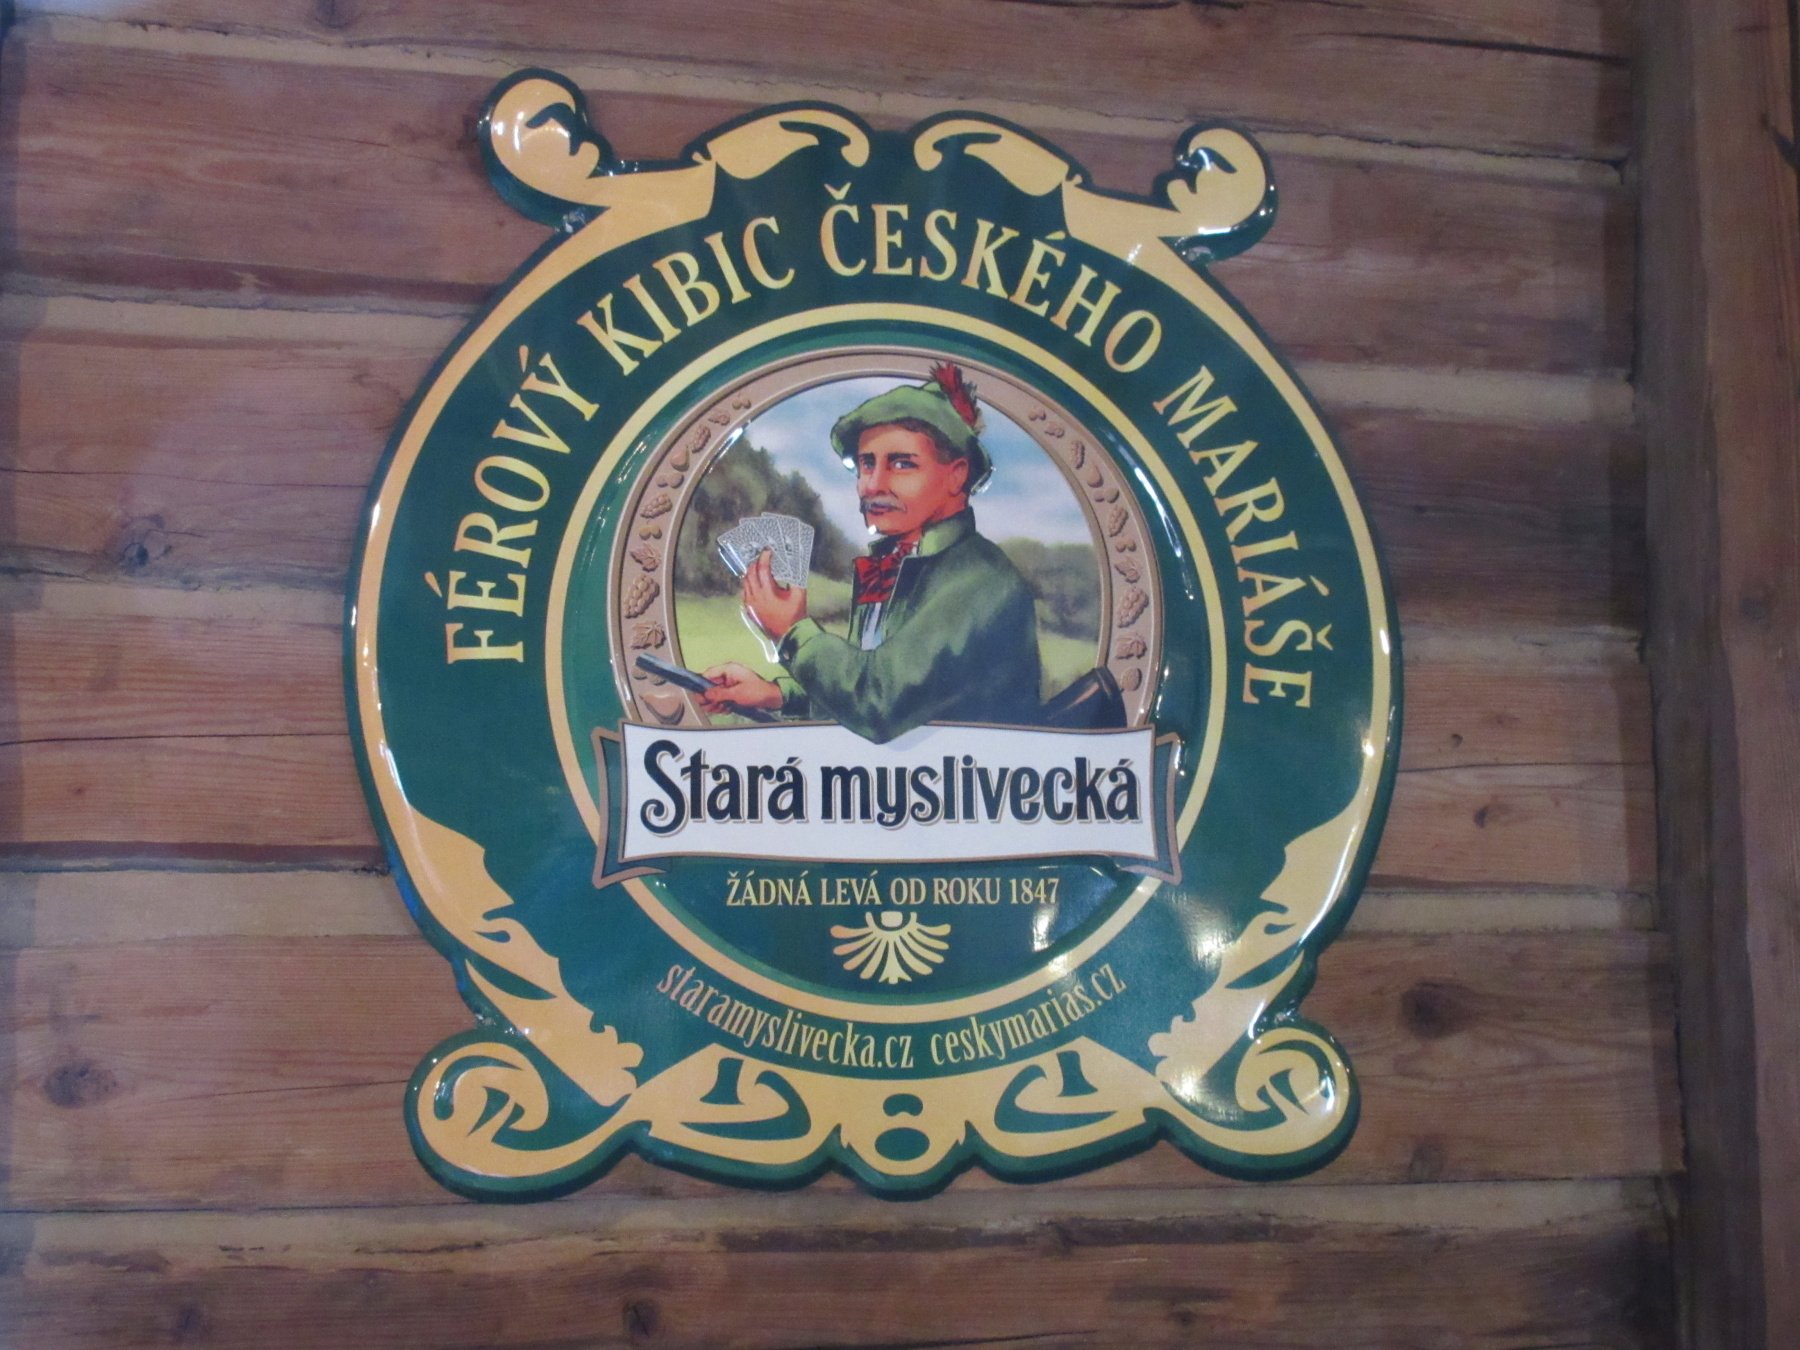 FÉROVÝ KIBIC ČESKÉHO MARIÁŠE
Stará myslivecká
ŽÁDNÁ LEVÁ OD ROKU 1847
staramyslivecka.cz ceskymarias.cz